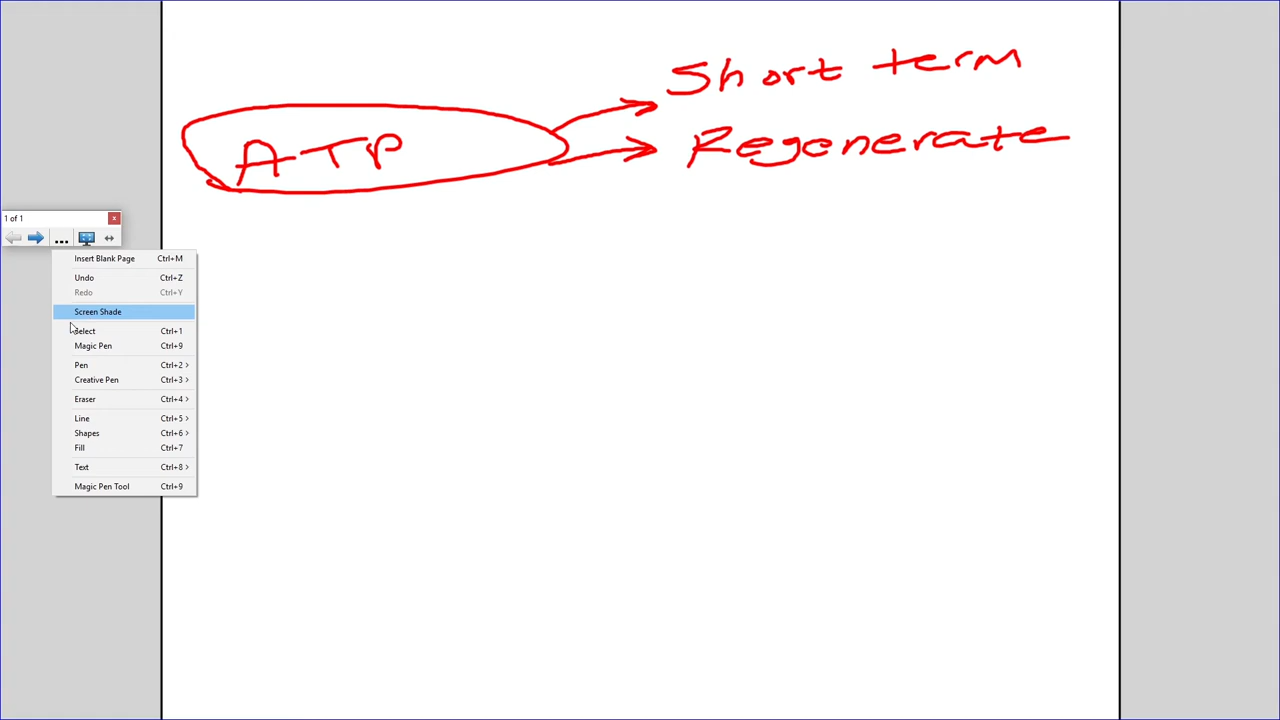 Short term
ATP
Regenerate
1 of 1
...
Insert Blank Page Ctrl+M
Undo Ctrl+Z
Redo Ctrl+Y
Screen Shade
Select Ctrl+1
Magic Pen Ctrl+9
Pen Ctrl+2 >
Creative Pen Ctrl+3 >
Eraser Ctrl+4 >
Line Ctrl+5 >
Shapes Ctrl+6 >
Fill Ctrl+7
Text Ctrl+8 >
Magic Pen Tool Ctrl+9